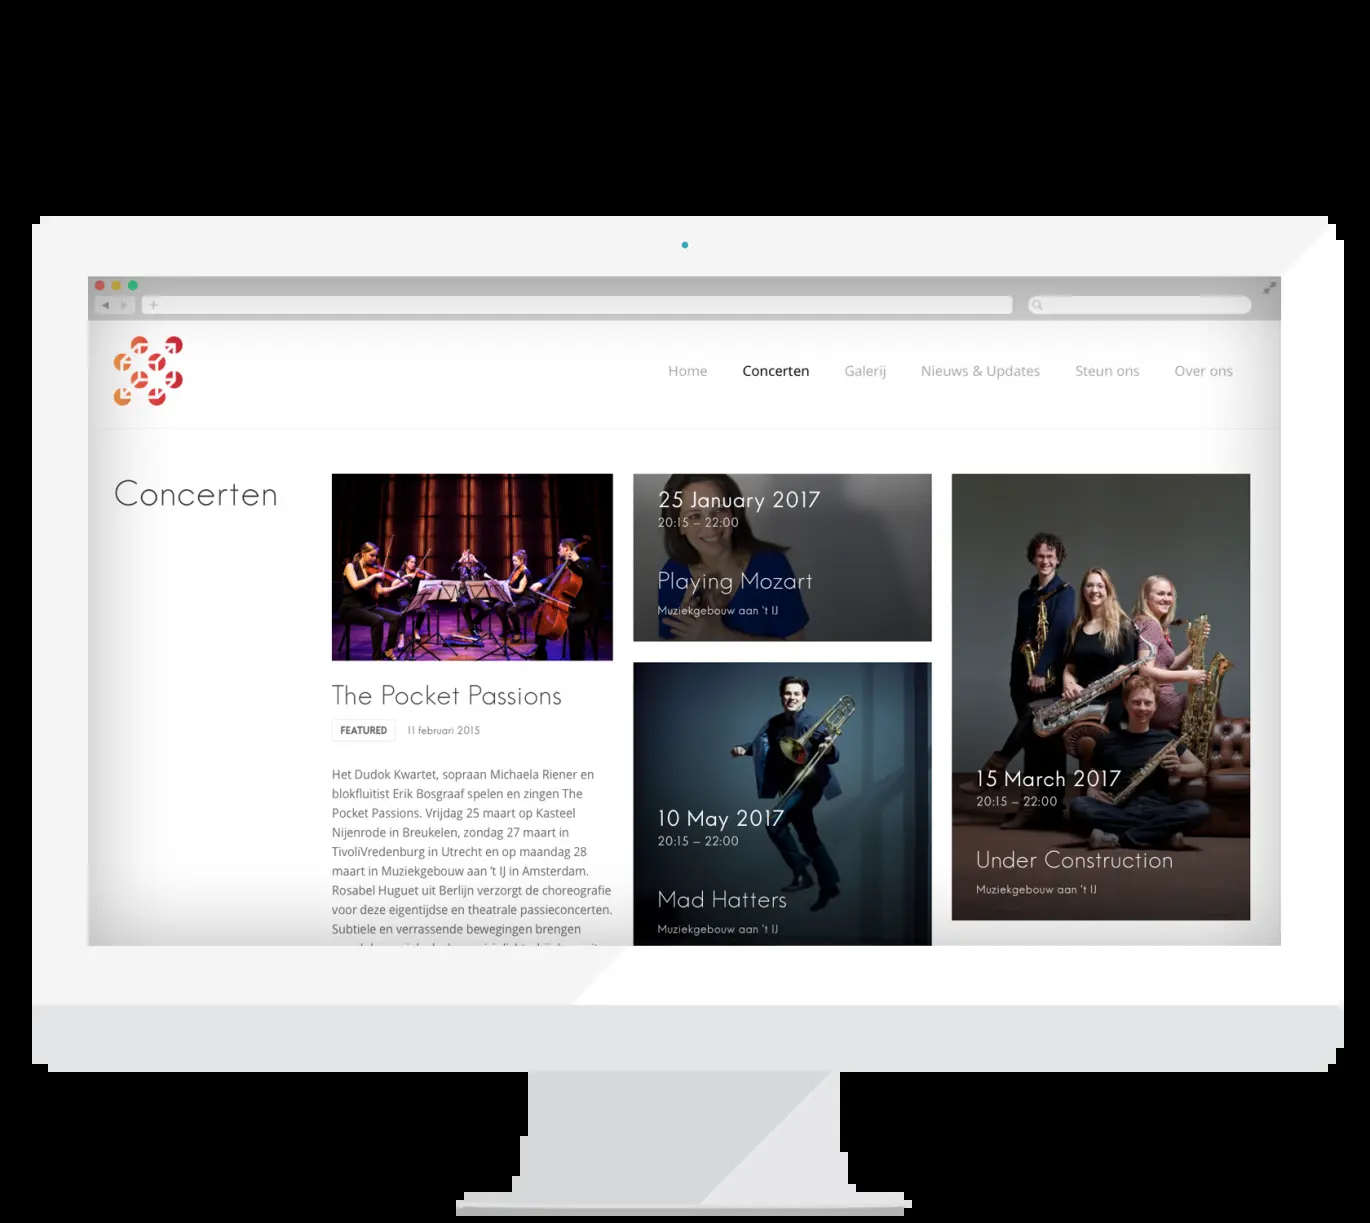 Home
Concerten
Galerij
Nieuws & Updates
Steun ons
Over ons
Concerten
The Pocket Passions
FEATURED
11 februari 2015
Het Dudok Kwartet, sopraan Michaela Riener en
blokfluitist Erik Bosgraaf spelen en zingen The
Pocket Passions. Vrijdag 25 maart op Kasteel
Nijenrode in Breukelen, zondag 27 maart in
TivoliVredenburg in Utrecht en op maandag 28
maart in Muziekgebouw aan 't IJ in Amsterdam.
Rosabel Huguet uit Berlijn verzorgt de choreografie
voor deze eigentijdse en theatrale passieconcerten.
Subtiele en verrassende bewegingen brengen
25 January 2017
20:15 – 22:00
Playing Mozart
Muziekgebouw aan 't IJ
10 May 2017
20:15 – 22:00
Mad Hatters
Muziekgebouw aan 't IJ
15 March 2017
20:15 – 22:00
Under Construction
Muziekgebouw aan 't IJ